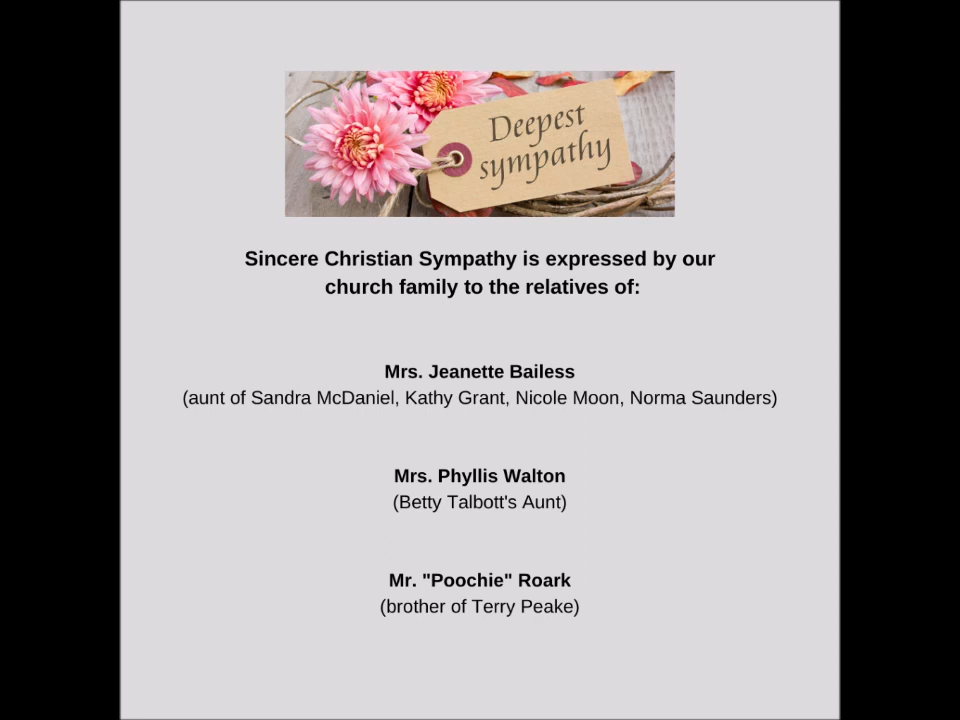 Deepest
sympathy
Sincere Christian Sympathy is expressed by our
church family to the relatives of:
Mrs. Jeanette Bailess
(aunt of Sandra McDaniel, Kathy Grant, Nicole Moon, Norma Saunders)
Mrs. Phyllis Walton
(Betty Talbott's Aunt)
Mr. "Poochie" Roark
(brother of Terry Peake)